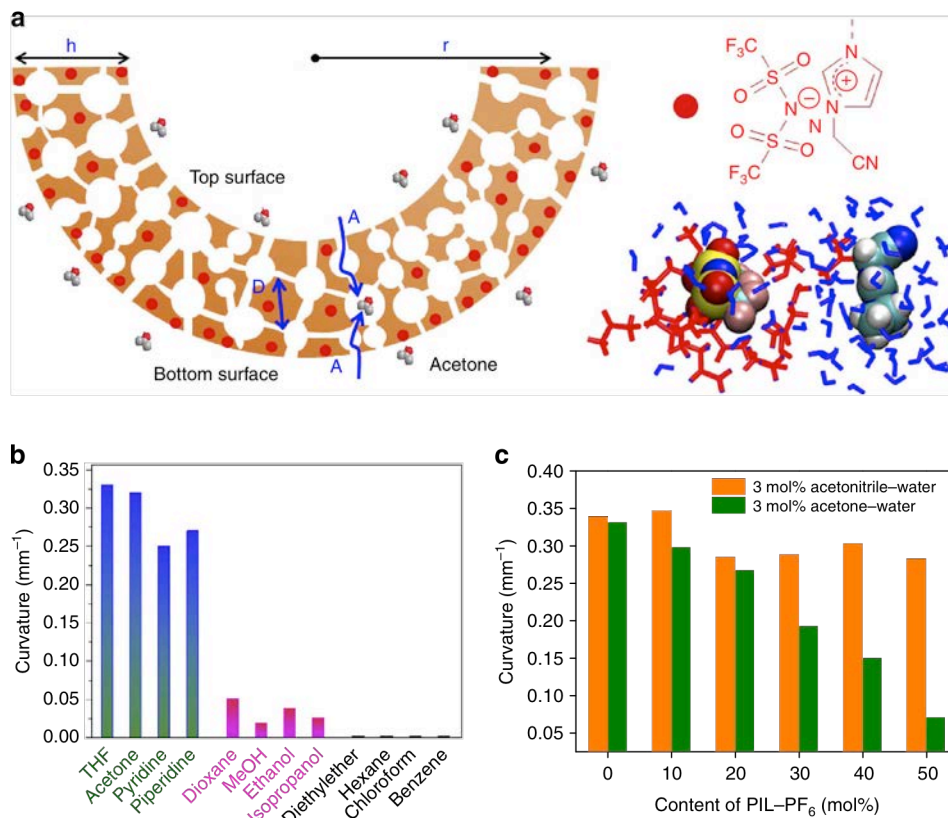 a
h
r
Top surface
A
D
A
Bottom surface
Acetone
F₃C
O
S
O
N
−
O
S
O
F₃C
N
+
N
N
CN
b
Curvature (mm⁻¹)
0.35
0.30
0.25
0.20
0.15
0.10
0.05
0.00
THF
Acetone
Pyridine
Piperidine
Dioxane
MeOH
Ethanol
Isopropanol
Diethylether
Hexane
Chloroform
Benzene
c
Curvature (mm⁻¹)
0.40
0.35
0.30
0.25
0.20
0.15
0.10
0.05
3 mol% acetonitrile–water
3 mol% acetone–water
0 10 20 30 40 50
Content of PIL–PF₆ (mol%)